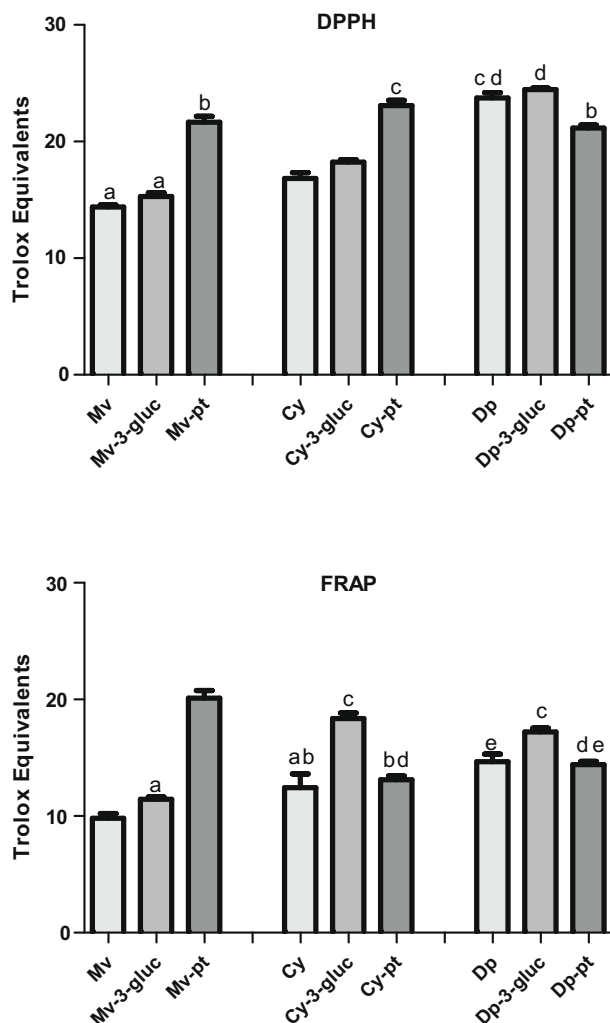 DPPH
Trolox Equivalents
30
20
10
0
a
a
b
c
c d
d
b
Mv
Mv-3-gluc
Mv-pt
Cy
Cy-3-gluc
Cy-pt
Dp
Dp-3-gluc
Dp-pt
FRAP
Trolox Equivalents
30
20
10
0
a
ab
c
bd
e
c
de
Mv
Mv-3-gluc
Mv-pt
Cy
Cy-3-gluc
Cy-pt
Dp
Dp-3-gluc
Dp-pt